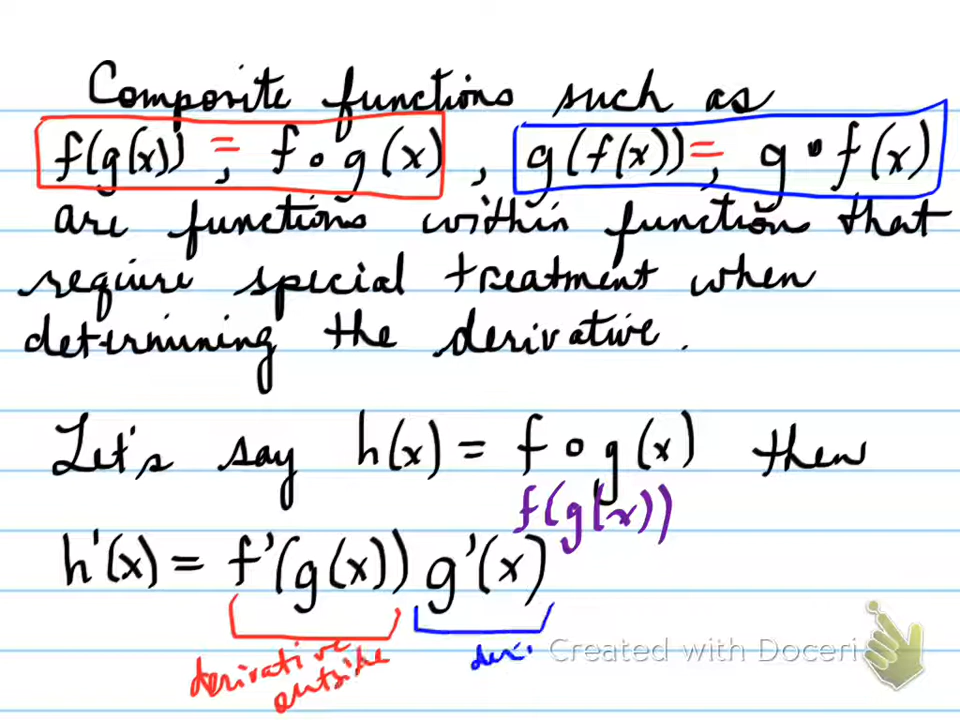 Composite functions such as
f(g(x)) =, f∘g(x), g(f(x)) =, g∘f(x)
are functions within function that
require special treatment when
determining the derivative.
Let's say h(x) = f∘g(x) then
f(g(x))
h'(x) = f'(g(x)) g'(x)
derivative
outside
Created with Doceri